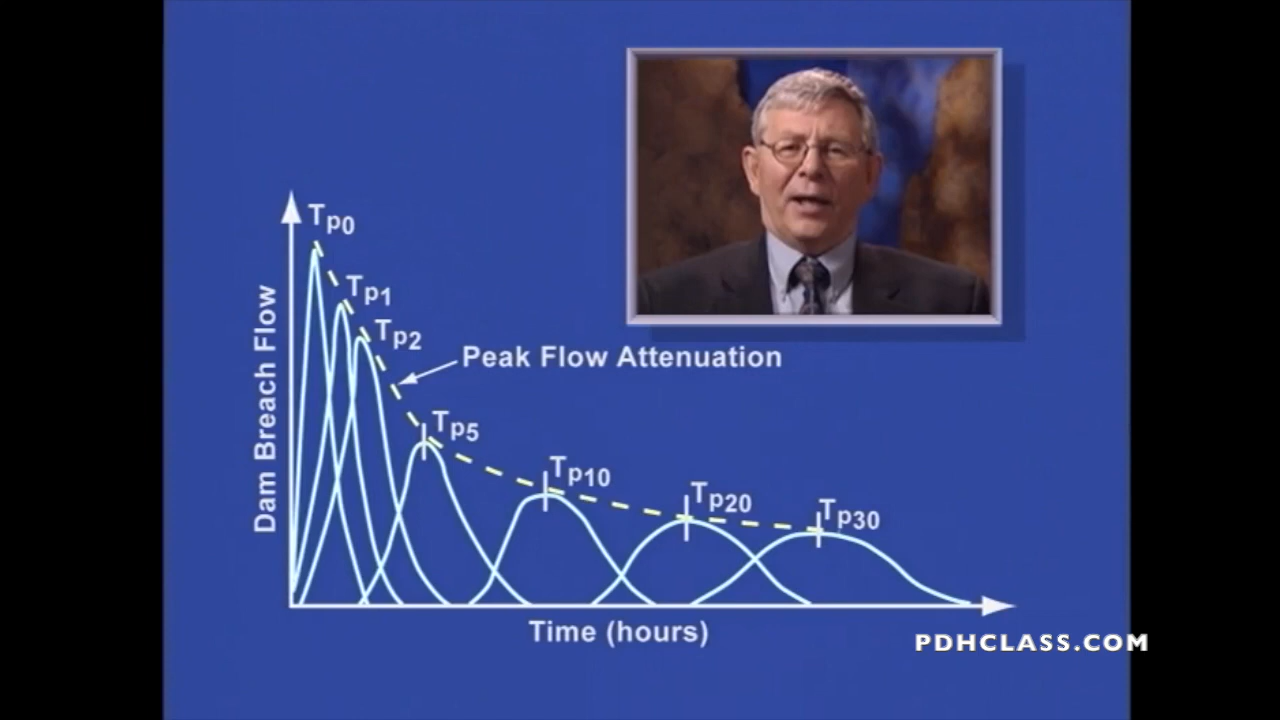 Tp0
Tp1
Tp2
Peak Flow Attenuation
Tp5
Tp10
Tp20
Tp30
Dam Breach Flow
Time (hours)
PDHCLASS.COM